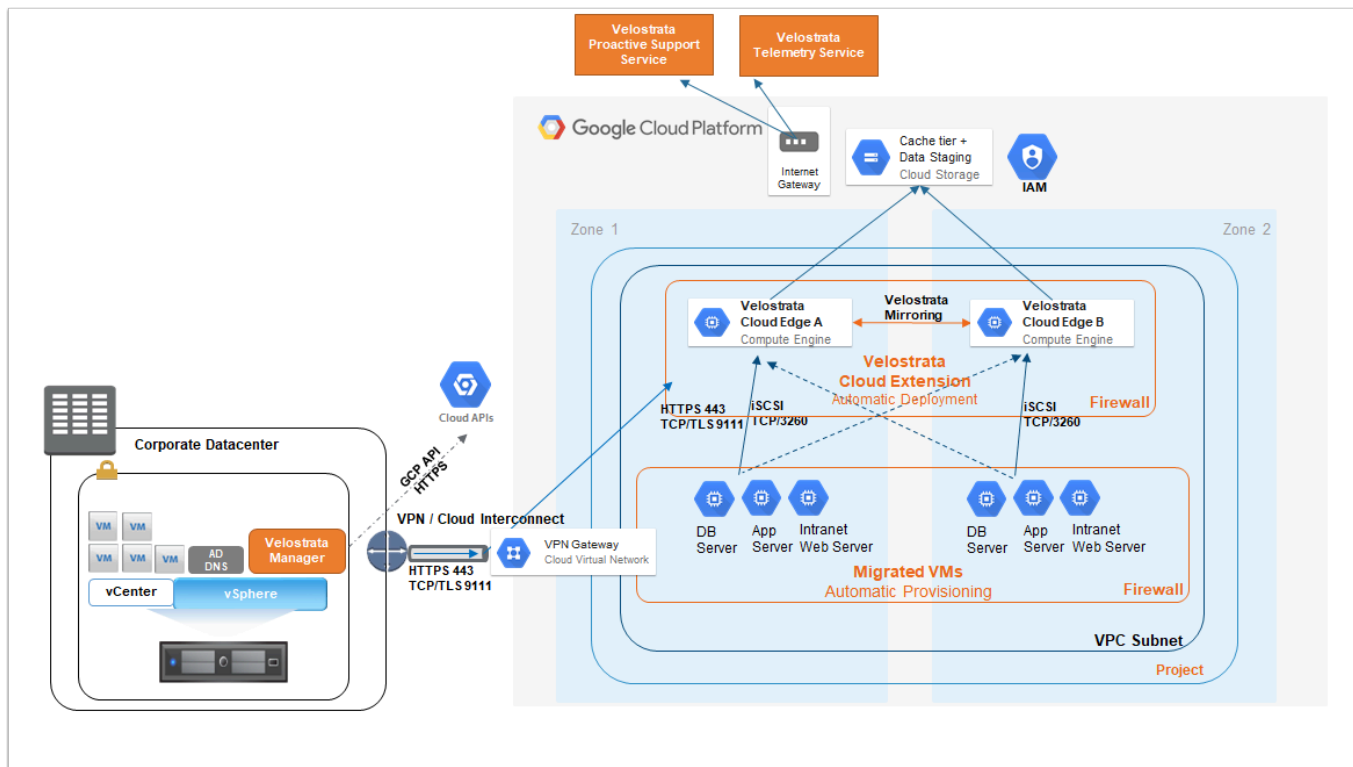 Velostrata
Proactive Support
Service
Velostrata
Telemetry Service
Google Cloud Platform
Internet
Gateway
Cache tier +
Data Staging
Cloud Storage
IAM
Zone 1
Zone 2
Velostrata
Cloud Edge A
Compute Engine
Velostrata
Mirroring
Velostrata
Cloud Edge B
Compute Engine
Velostrata
Cloud Extension
Automatic Deployment
Firewall
HTTPS 443
TCP/TLS 9111
iSCSI
TCP/3260
iSCSI
TCP/3260
Cloud APIs
GCP API
HTTPS
Corporate Datacenter
VM
VM
VM
VM
VM
AD
DNS
Velostrata
Manager
vCenter
vSphere
VPN / Cloud Interconnect
HTTPS 443
TCP/TLS 9111
VPN Gateway
Cloud Virtual Network
DB
Server
App
Server
Intranet
Web Server
DB
Server
App
Server
Intranet
Web Server
Migrated VMs
Automatic Provisioning
Firewall
VPC Subnet
Project